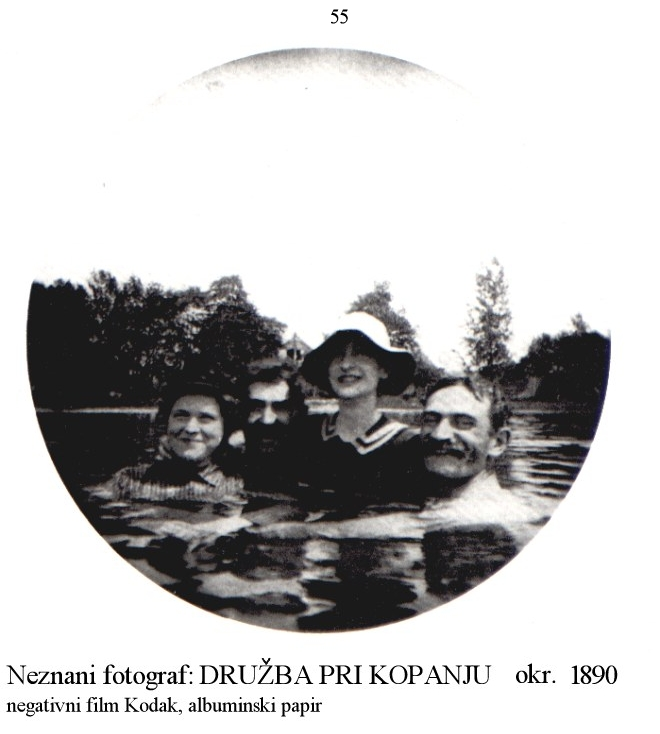 55
Neznani fotograf: DRUŽBA PRI KOPANJU okr. 1890
negativni film Kodak, albuminski papir